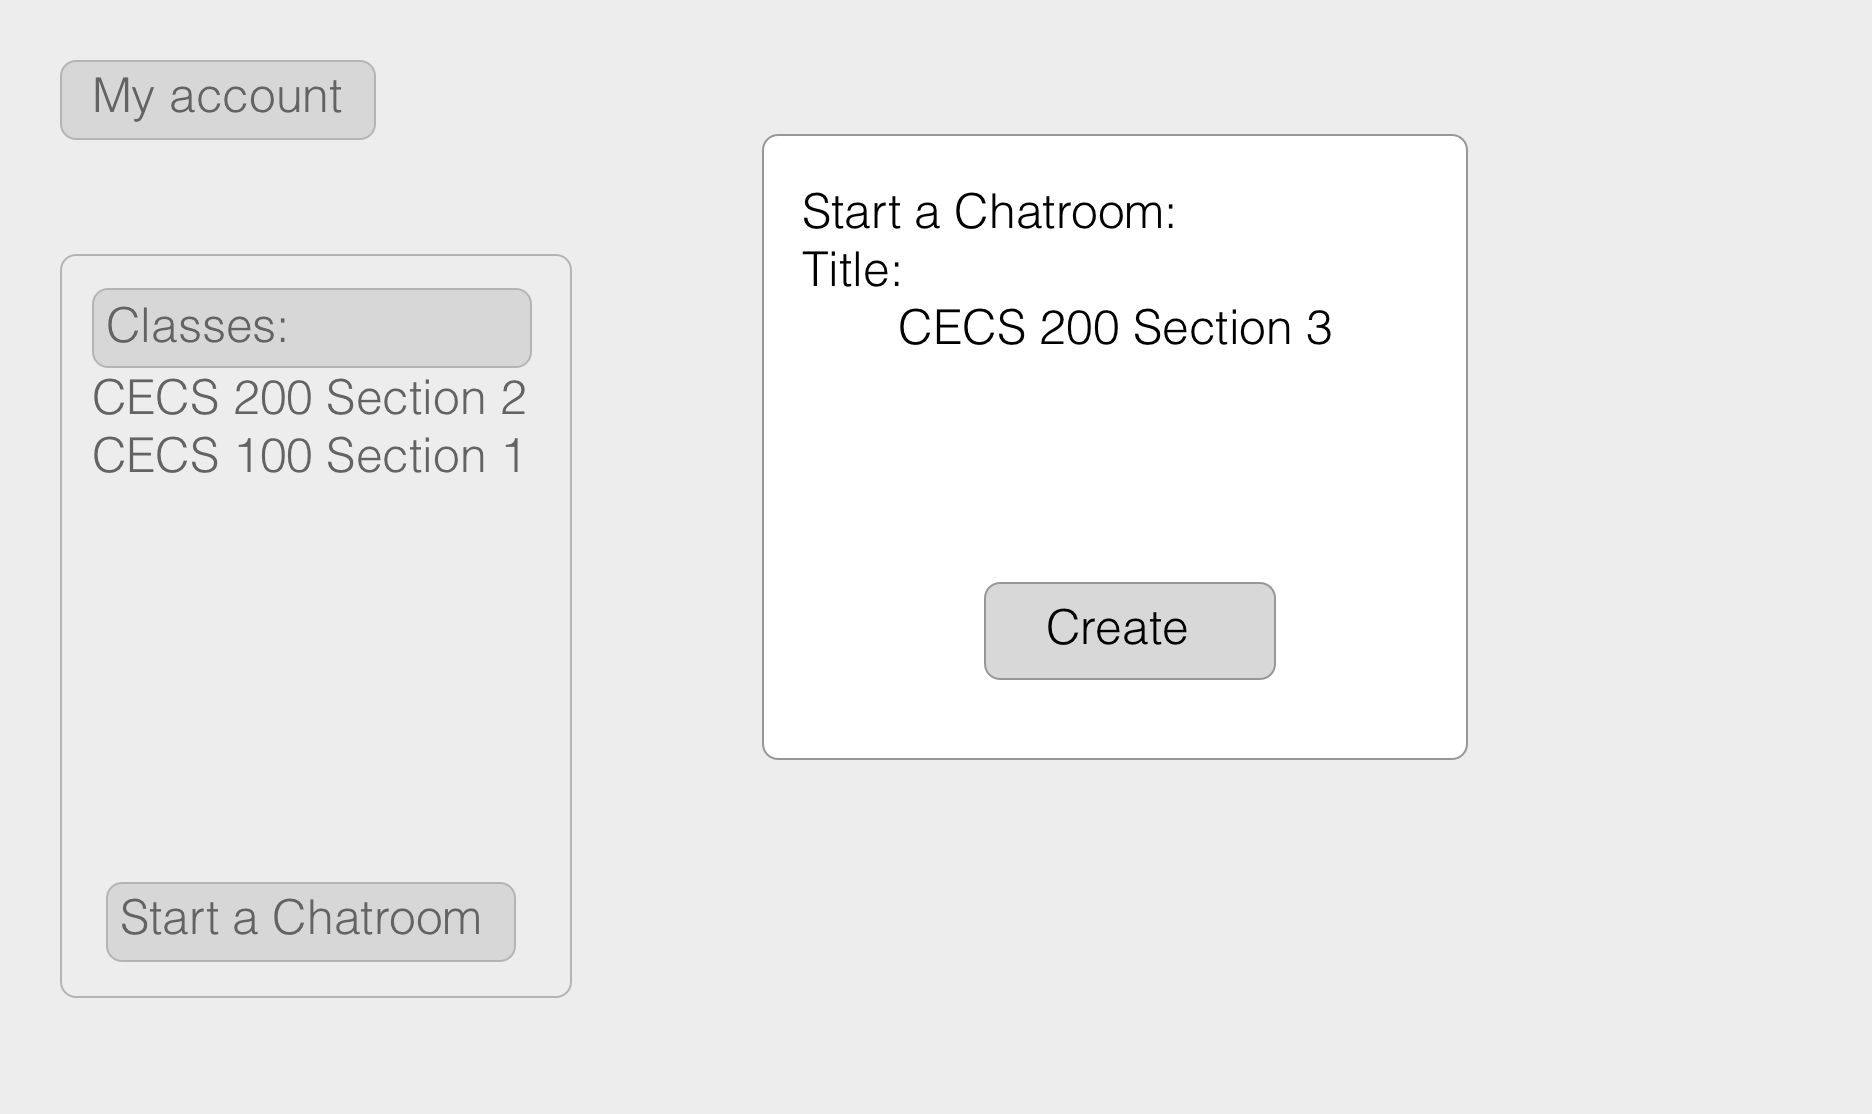 My account
Classes:
CECS 200 Section 2
CECS 100 Section 1
Start a Chatroom
Start a Chatroom:
Title:
CECS 200 Section 3
Create